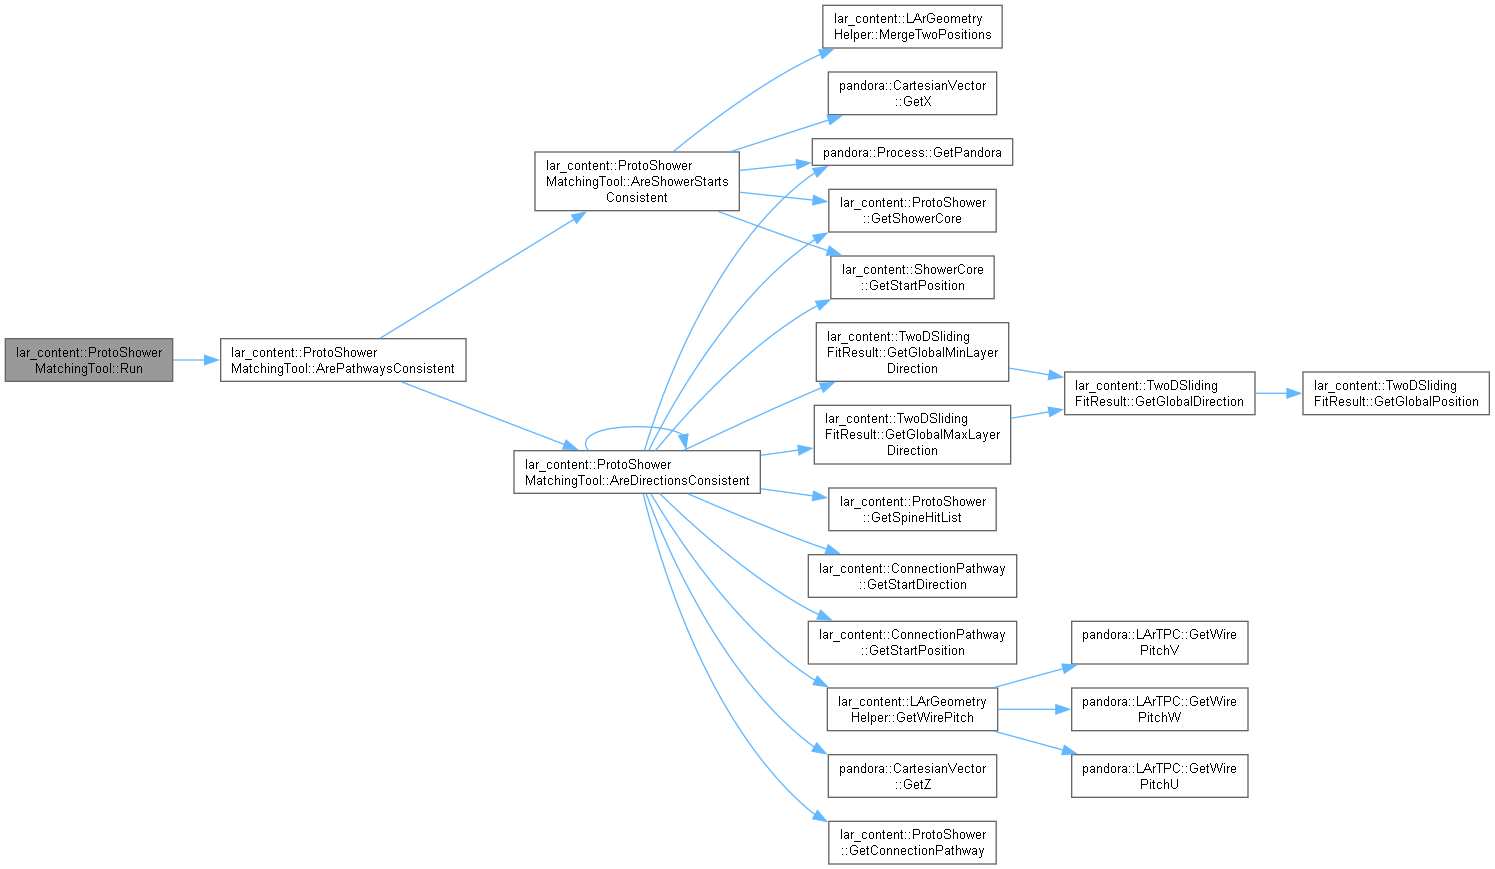 lar_content::ProtoShower
MatchingTool::Run
lar_content::ProtoShower
MatchingTool::ArePathwaysConsistent
lar_content::ProtoShower
MatchingTool::AreShowerStarts
Consistent
lar_content::ProtoShower
MatchingTool::AreDirectionsConsistent
lar_content::LArGeometry
Helper::MergeTwoPositions
pandora::CartesianVector
::GetX
pandora::Process::GetPandora
lar_content::ProtoShower
::GetShowerCore
lar_content::ShowerCore
::GetStartPosition
lar_content::TwoDSliding
FitResult::GetGlobalMinLayer
Direction
lar_content::TwoDSliding
FitResult::GetGlobalMaxLayer
Direction
lar_content::ProtoShower
::GetSpineHitList
lar_content::ConnectionPathway
::GetStartDirection
lar_content::ConnectionPathway
::GetStartPosition
lar_content::LArGeometry
Helper::GetWirePitch
pandora::CartesianVector
::GetZ
lar_content::ProtoShower
::GetConnectionPathway
lar_content::TwoDSliding
FitResult::GetGlobalDirection
lar_content::TwoDSliding
FitResult::GetGlobalPosition
pandora::LArTPC::GetWire
PitchV
pandora::LArTPC::GetWire
PitchW
pandora::LArTPC::GetWire
PitchU